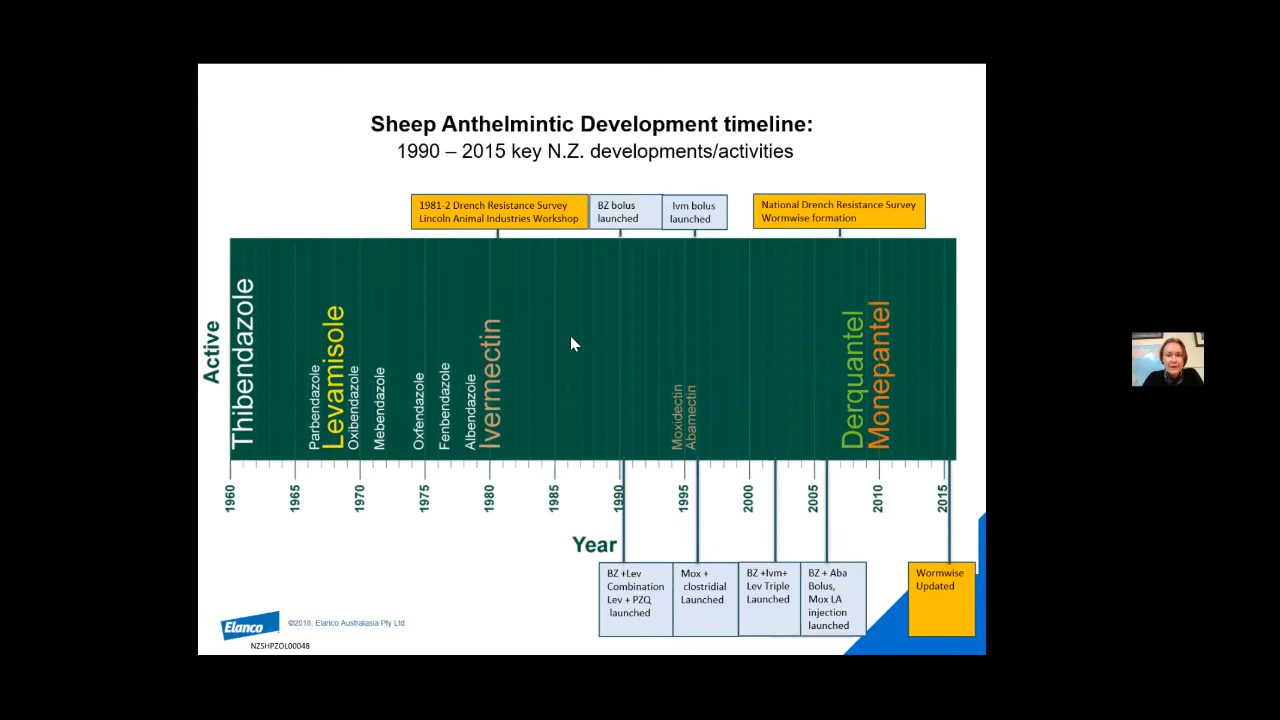 Sheep Anthelmintic Development timeline:
1990 – 2015 key N.Z. developments/activities
1981-2 Drench Resistance Survey
Lincoln Animal Industries Workshop
BZ bolus
launched
Ivm bolus
launched
National Drench Resistance Survey
Wormwise formation
Active
Thibendazole
Parbendazole
Levamisole
Oxibendazole
Mebendazole
Oxfendazole
Fenbendazole
Albendazole
Ivermectin
Moxidectin
Abamectin
Derquantel
Monepantel
1960
1965
1970
1975
1980
1985
1990
1995
2000
2005
2010
2015
Year
BZ +Lev
Combination
Lev + PZQ
launched
Mox +
clostridial
Launched
BZ +Ivm+
Lev Triple
Launched
BZ + Aba
Bolus,
Mox LA
injection
launched
Wormwise
Updated
Elanco
©2018, Elanco Australasia Pty Ltd
NZSHPZOL00048